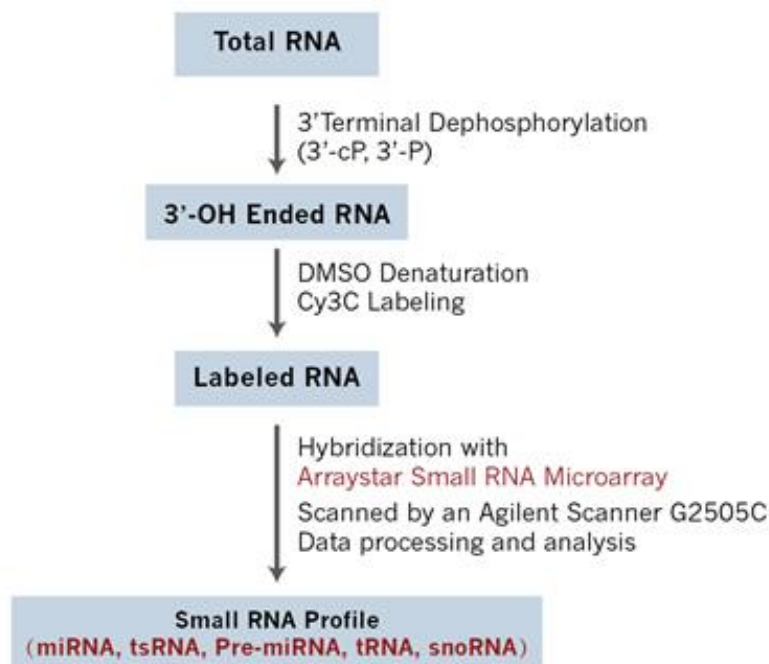 Total RNA
3'Terminal Dephosphorylation
(3'-cP, 3'-P)
3'-OH Ended RNA
DMSO Denaturation
Cy3C Labeling
Labeled RNA
Hybridization with
Arraystar Small RNA Microarray
Scanned by an Agilent Scanner G2505C
Data processing and analysis
Small RNA Profile
(miRNA, tsRNA, Pre-miRNA, tRNA, snoRNA)